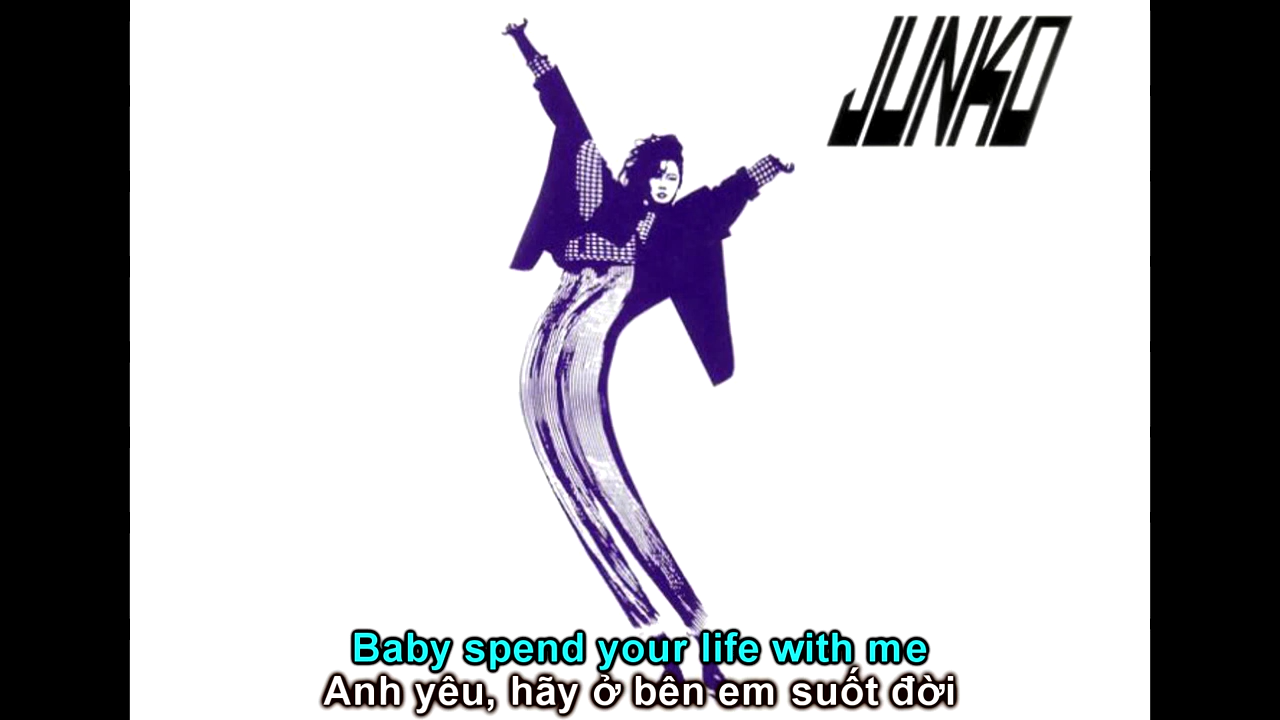 JUNKO
Baby spend your life with me
Anh yêu, hãy ở bên em suốt đời